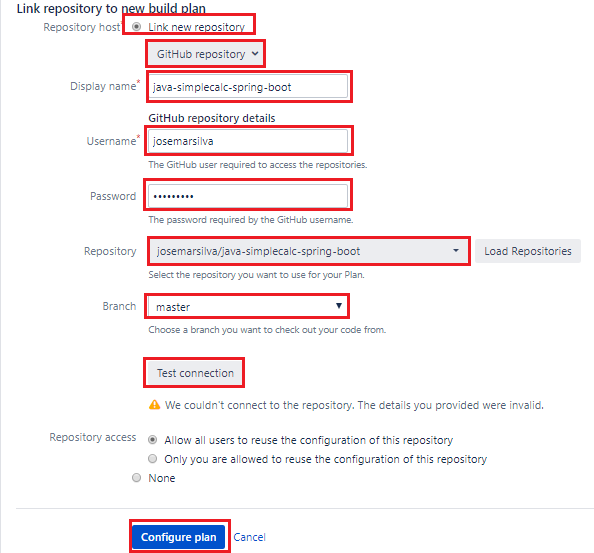 Link repository to new build plan
Repository host* Link new repository
GitHub repository
Display name* java-simplecalc-spring-boot
GitHub repository details
Username* josemarsilva
The GitHub user required to access the repositories.
Password •••••••••
The password required by the GitHub username.
Repository josemarsilva/java-simplecalc-spring-boot Load Repositories
Select the repository you want to use for your Plan.
Branch master
Choose a branch you want to check out your code from.
Test connection
We couldn't connect to the repository. The details you provided were invalid.
Repository access Allow all users to reuse the configuration of this repository
Only you are allowed to reuse the configuration of this repository
None
Configure plan Cancel